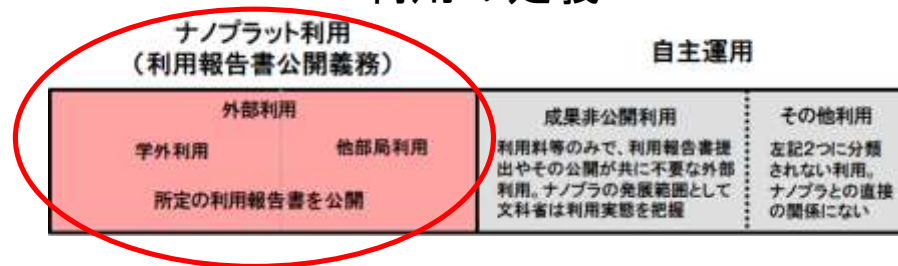 ナノプラット利用
（利用報告書公開義務）
自主運用
外部利用
学外利用
他部局利用
所定の利用報告書を公開
成果非公開利用
利用料等のみで、利用報告書提
出やその公開が共に不要な外部
利用。ナノプラの発展範囲として
文科省は利用実態を把握
その他利用
左記2つに分類
されない利用。
ナノプラとの直接
の関係にない